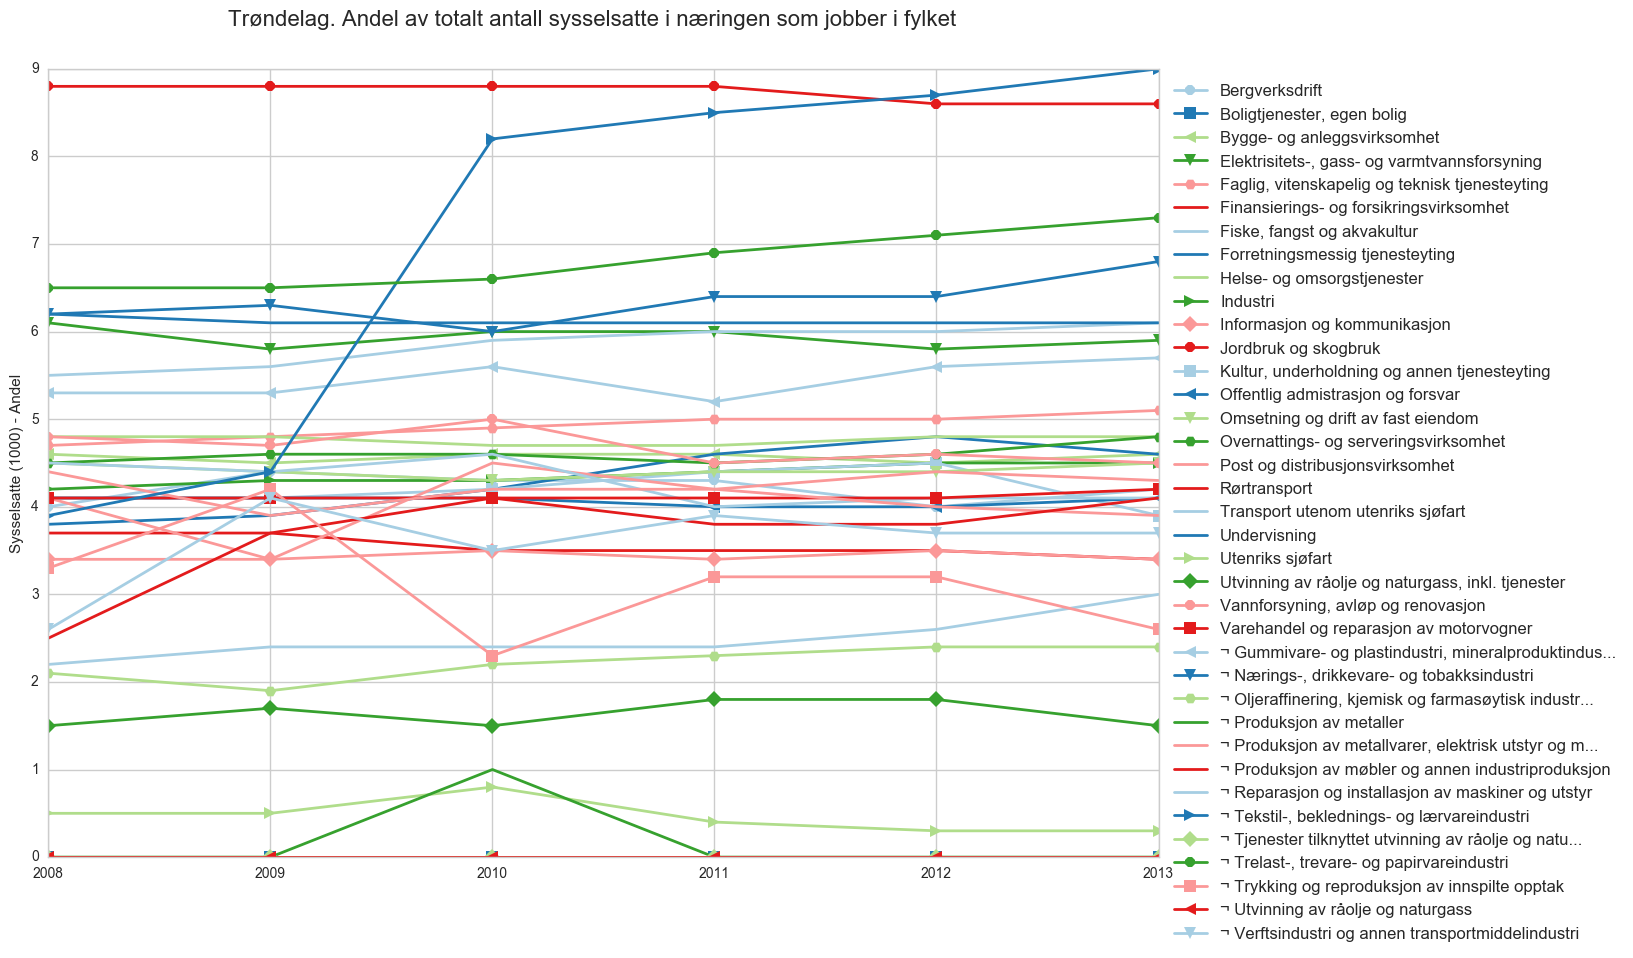 Trøndelag. Andel av totalt antall sysselsatte i næringen som jobber i fylket
9
8
7
6
5
4
3
2
1
0
Sysselsatte (1000) - Andel
2008
2009
2010
2011
2012
2013
Bergverksdrift
Boligtjenester, egen bolig
Bygge- og anleggsvirksomhet
Elektrisitets-, gass- og varmtvannsforsyning
Faglig, vitenskapelig og teknisk tjenesteyting
Finansierings- og forsikringsvirksomhet
Fiske, fangst og akvakultur
Forretningsmessig tjenesteyting
Helse- og omsorgstjenester
Industri
Informasjon og kommunikasjon
Jordbruk og skogbruk
Kultur, underholdning og annen tjenesteyting
Offentlig admistrasjon og forsvar
Omsetning og drift av fast eiendom
Overnattings- og serveringsvirksomhet
Post og distribusjonsvirksomhet
Rørtransport
Transport utenom utenriks sjøfart
Undervisning
Utenriks sjøfart
Utvinning av råolje og naturgass, inkl. tjenester
Vannforsyning, avløp og renovasjon
Varehandel og reparasjon av motorvogner
¬ Gummivare- og plastindustri, mineralproduktindus...
¬ Nærings-, drikkevare- og tobakksindustri
¬ Oljeraffinering, kjemisk og farmasøytisk industr...
¬ Produksjon av metaller
¬ Produksjon av metallvarer, elektrisk utstyr og m...
¬ Produksjon av møbler og annen industriproduksjon
¬ Reparasjon og installasjon av maskiner og utstyr
¬ Tekstil-, beklednings- og lærvareindustri
¬ Tjenester tilknyttet utvinning av råolje og natu...
¬ Trelast-, trevare- og papirvareindustri
¬ Trykking og reproduksjon av innspilte opptak
¬ Utvinning av råolje og naturgass
¬ Verftsindustri og annen transportmiddelindustri